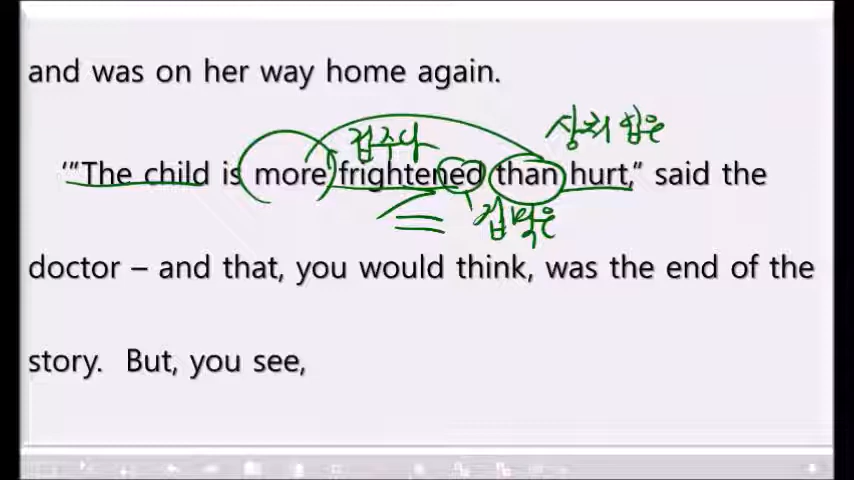 and was on her way home again.
겁주다
상처 입은
‘“The child is more frightened than hurt,” said the
겁먹은
doctor – and that, you would think, was the end of the
story. But, you see,